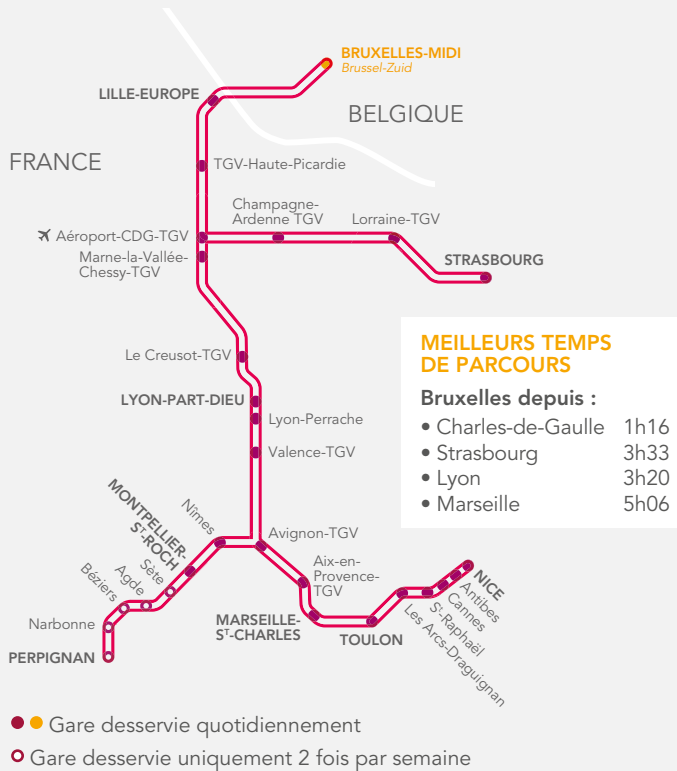 BRUXELLES-MIDI
Brussel-Zuid
LILLE-EUROPE
BELGIQUE
FRANCE
TGV-Haute-Picardie
Champagne-
Ardenne TGV
Lorraine-TGV
Aéroport-CDG-TGV
Marne-la-Vallée-
Chessy-TGV
STRASBOURG
MEILLEURS TEMPS
DE PARCOURS
Bruxelles depuis :
• Charles-de-Gaulle 1h16
• Strasbourg 3h33
• Lyon 3h20
• Marseille 5h06
Le Creusot-TGV
LYON-PART-DIEU
Lyon-Perrache
Valence-TGV
Avignon-TGV
Nîmes
MONTPELLIER-
Sᵀ-ROCH
Sète
Agde
Béziers
Narbonne
PERPIGNAN
Aix-en-
Provence-
TGV
MARSEILLE-
Sᵀ-CHARLES
TOULON
Les Arcs-Draguignan
Sᵗ-Raphaël
Cannes
Antibes
NICE
Gare desservie quotidiennement
Gare desservie uniquement 2 fois par semaine